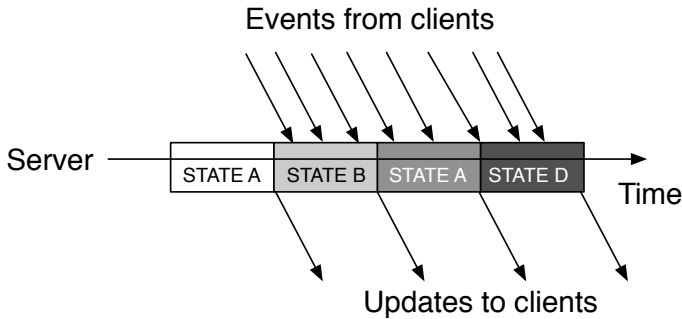 Events from clients
Server
STATE A
STATE B
STATE A
STATE D
Time
Updates to clients